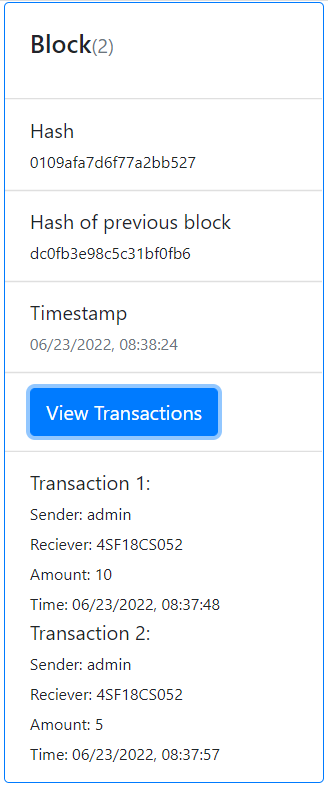 Block(2)
Hash
0109afa7d6f77a2bb527
Hash of previous block
dc0fb3e98c5c31bf0fb6
Timestamp
06/23/2022, 08:38:24
View Transactions
Transaction 1:
Sender: admin
Reciever: 4SF18CS052
Amount: 10
Time: 06/23/2022, 08:37:48
Transaction 2:
Sender: admin
Reciever: 4SF18CS052
Amount: 5
Time: 06/23/2022, 08:37:57